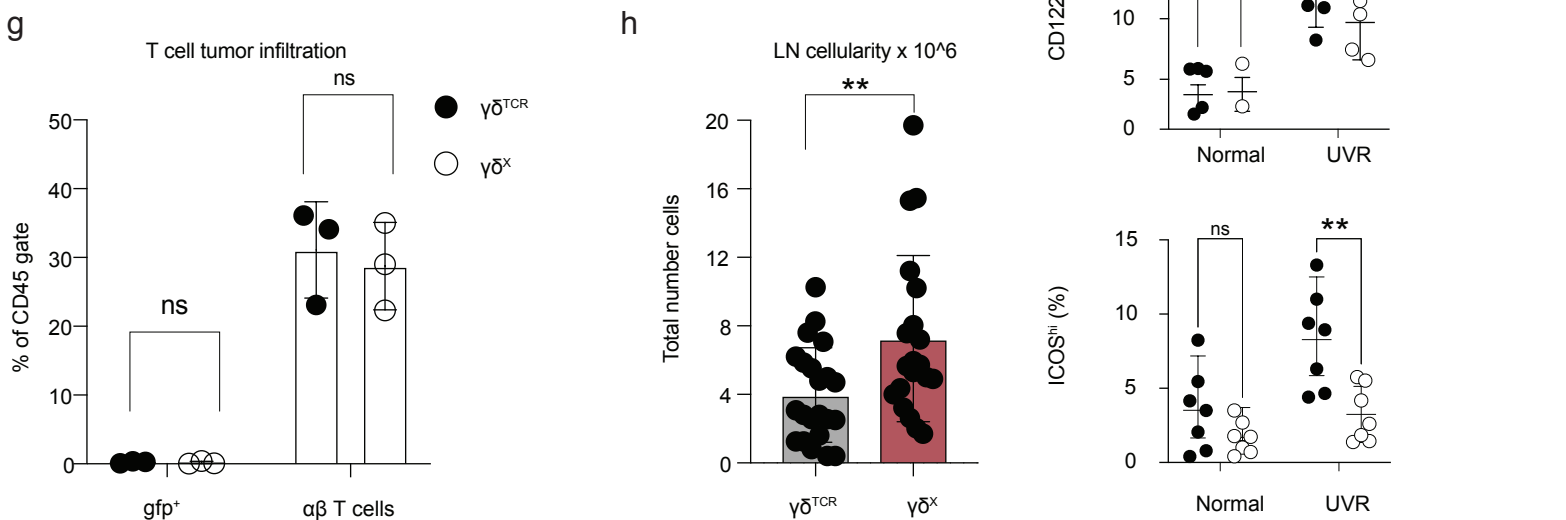 g
T cell tumor infiltration
ns
γδTCR
γδX
50
40
30
20
10
0
% of CD45 gate
ns
gfp+
αβ T cells
h
LN cellularity x 10^6
**
20
16
12
8
4
0
Total number cells
γδTCR
γδX
CD122
10
5
0
Normal
UVR
ns
**
15
10
5
0
ICOShi (%)
Normal
UVR